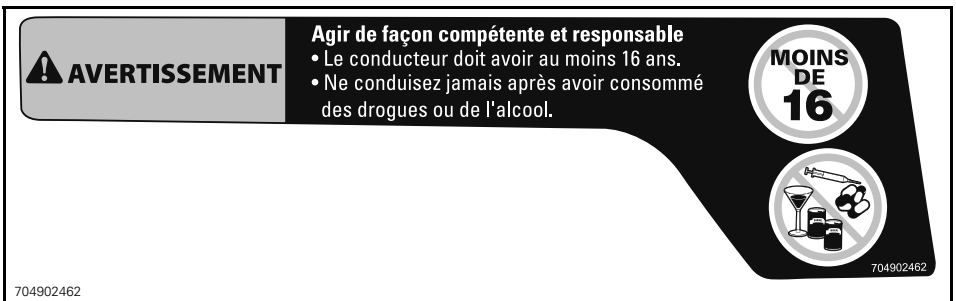 AVERTISSEMENT
Agir de façon compétente et responsable
• Le conducteur doit avoir au moins 16 ans.
• Ne conduisez jamais après avoir consommé
des drogues ou de l'alcool.
MOINS
DE
16
704902462
704902462